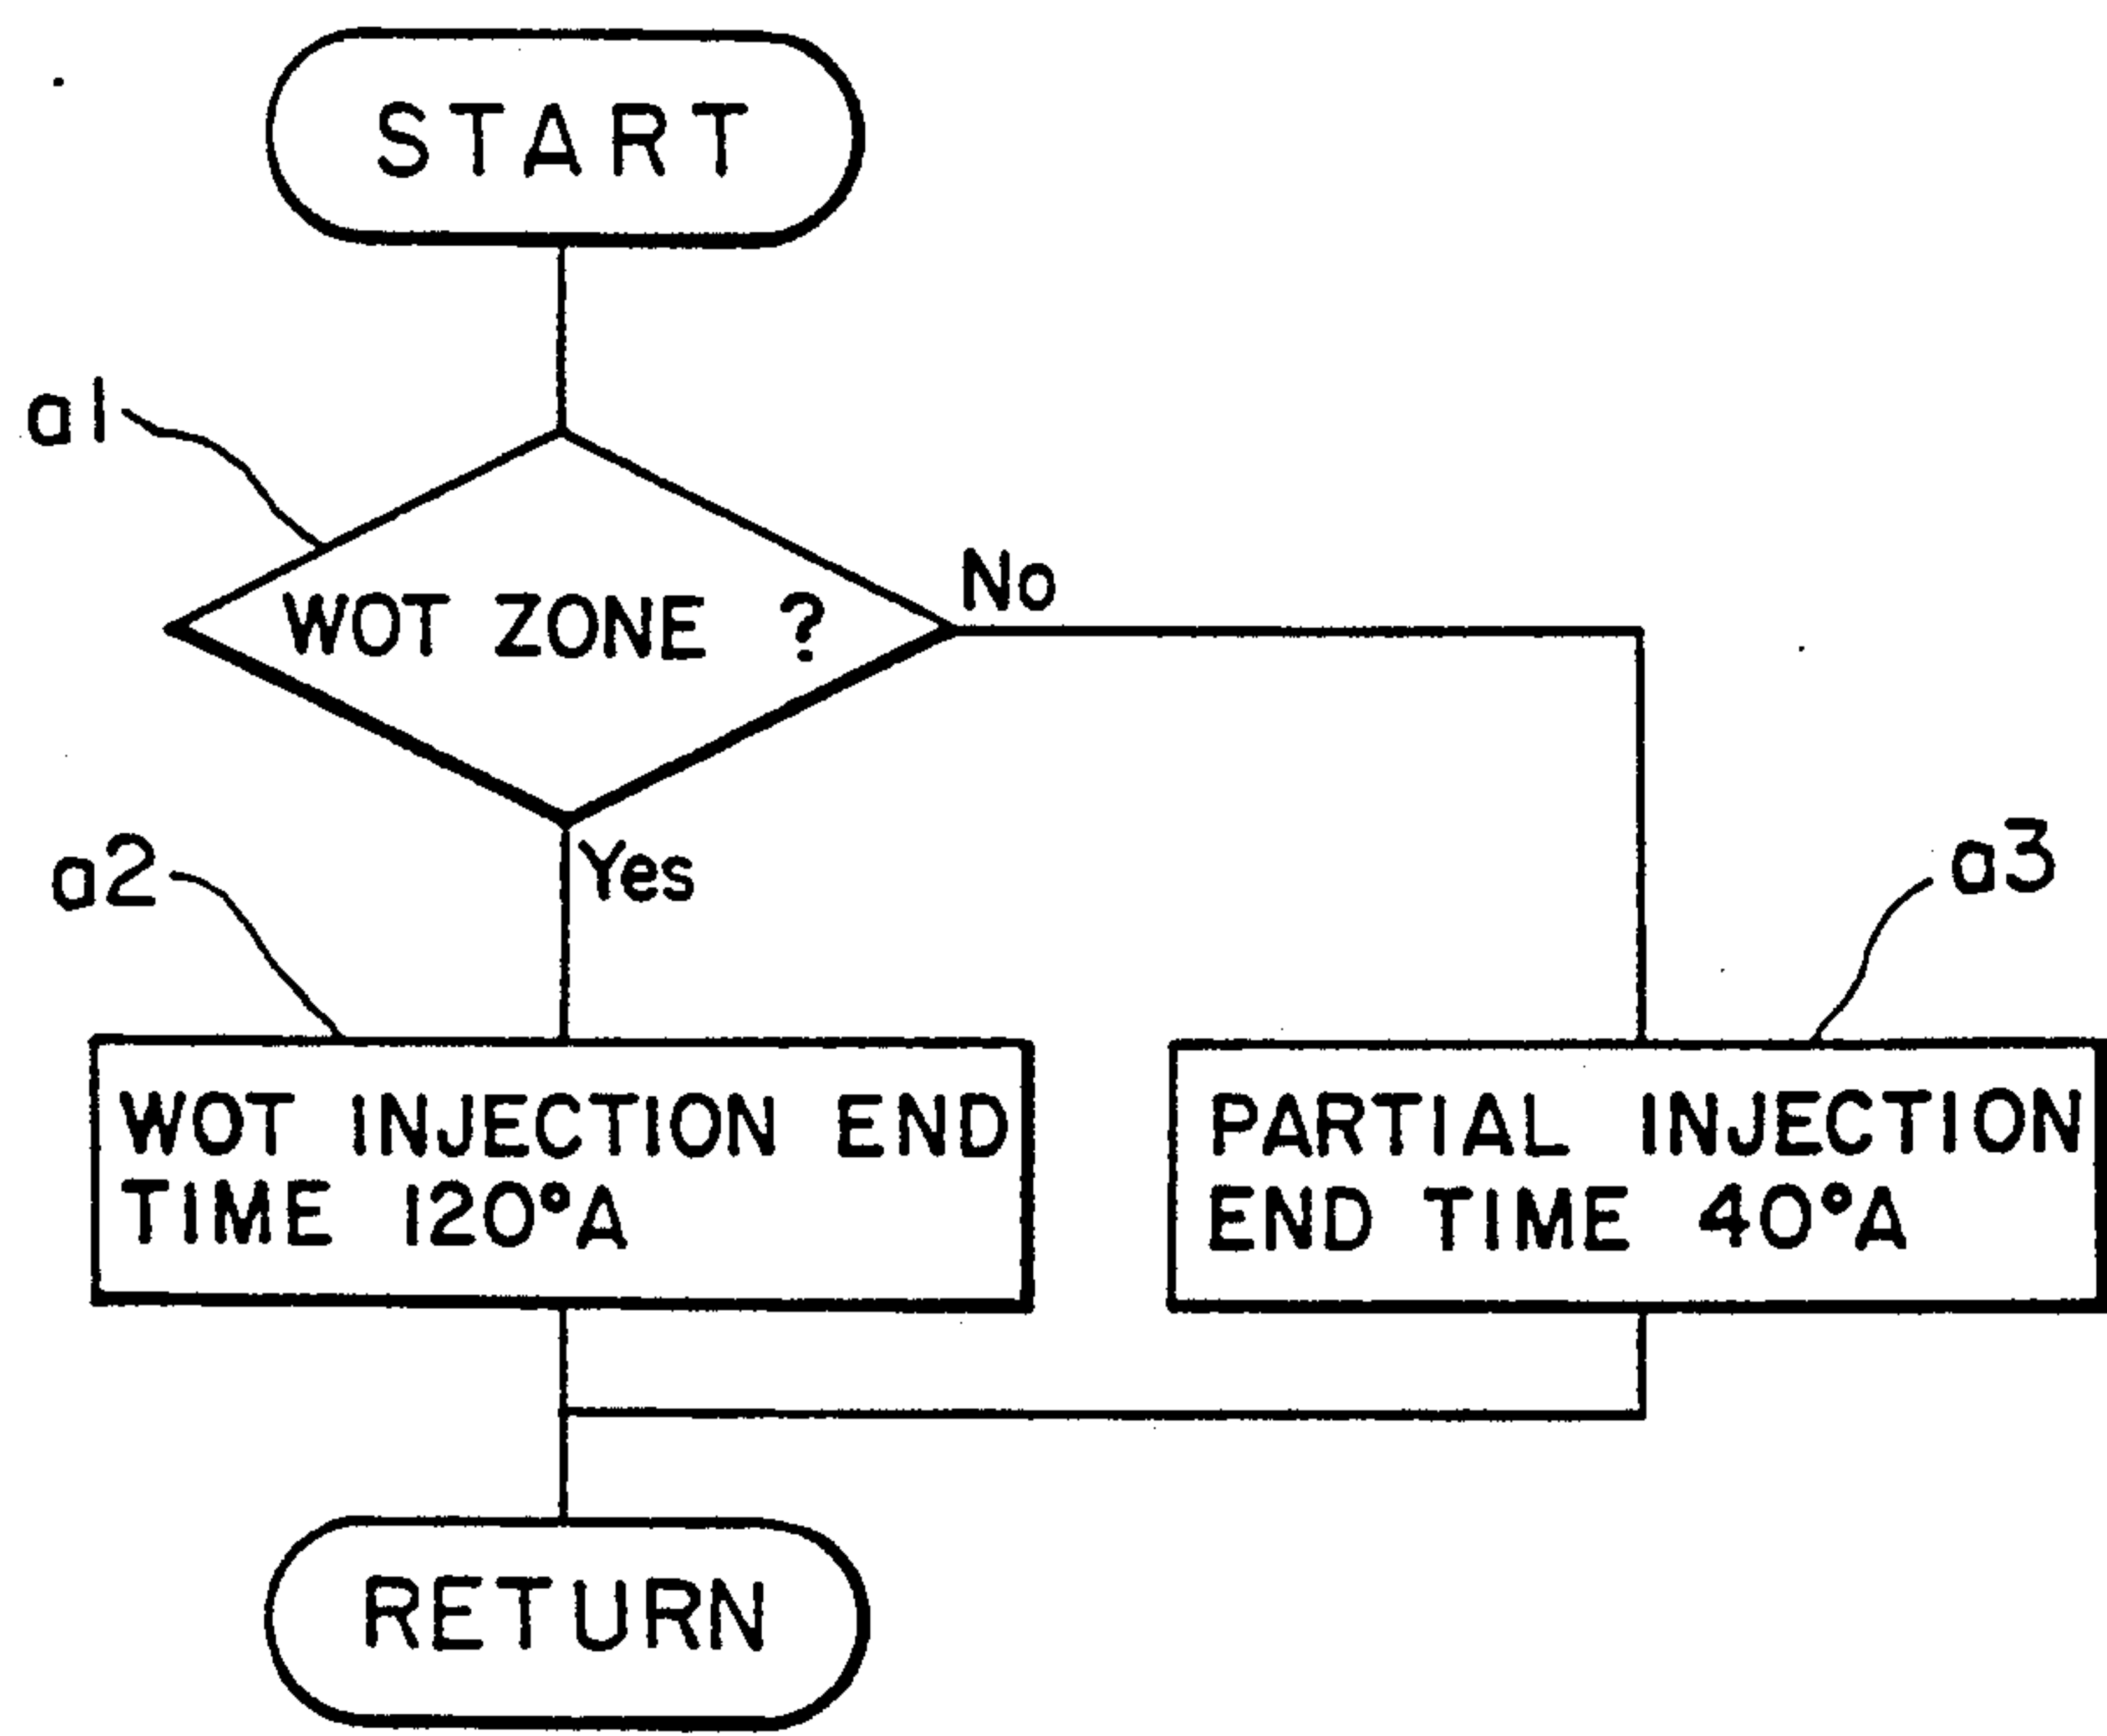 START
a1
WOT ZONE ?
No
Yes
a2
a3
WOT INJECTION END
TIME 120°A
PARTIAL INJECTION
END TIME 40°A
RETURN